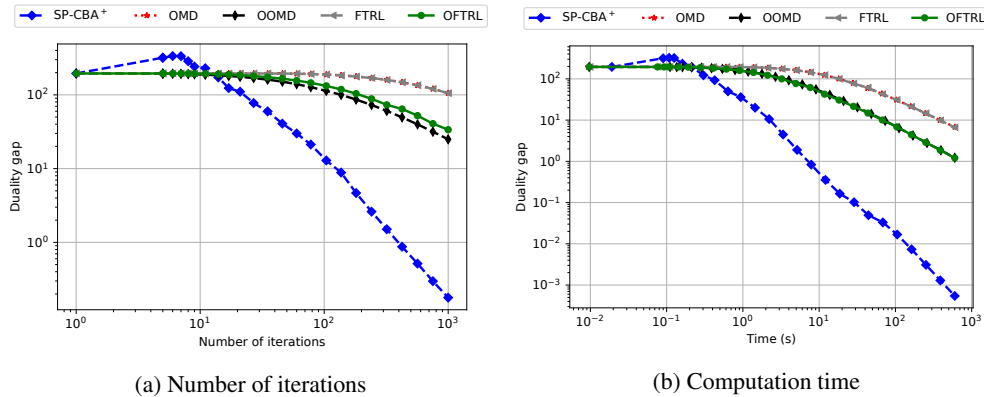 SP-CBA⁺ OMD OOMD FTRL OFTRL
Duality gap
10²
10¹
10⁰
10⁰ 10¹ 10² 10³
Number of iterations
(a) Number of iterations
SP-CBA⁺ OMD OOMD FTRL OFTRL
Duality gap
10²
10¹
10⁰
10⁻¹
10⁻²
10⁻³
10⁻² 10⁻¹ 10⁰ 10¹ 10² 10³
Time (s)
(b) Computation time